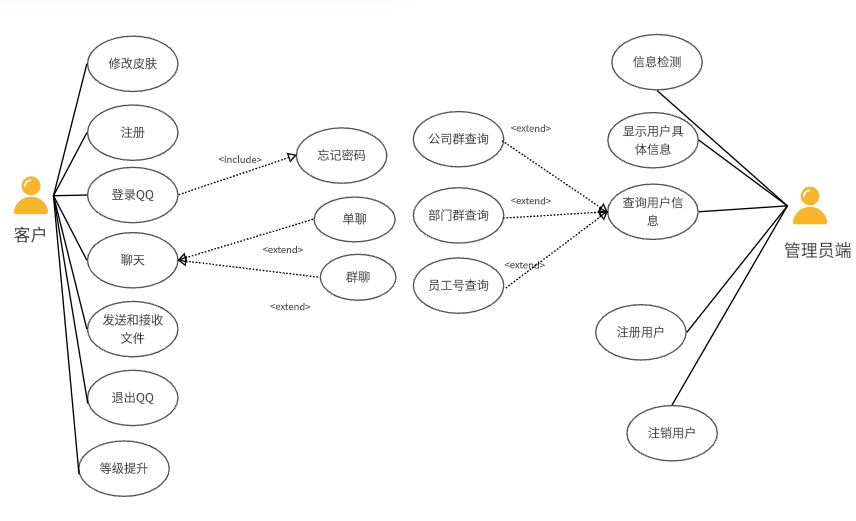 修改皮肤
注册
登录QQ
聊天
发送和接收
文件
退出QQ
等级提升
客户
<include>
忘记密码
单聊
<extend>
群聊
<extend>
公司群查询
<extend>
部门群查询
<extend>
员工号查询
<extend>
信息检测
显示用户具
体信息
查询用户信
息
注册用户
注销用户
管理员端